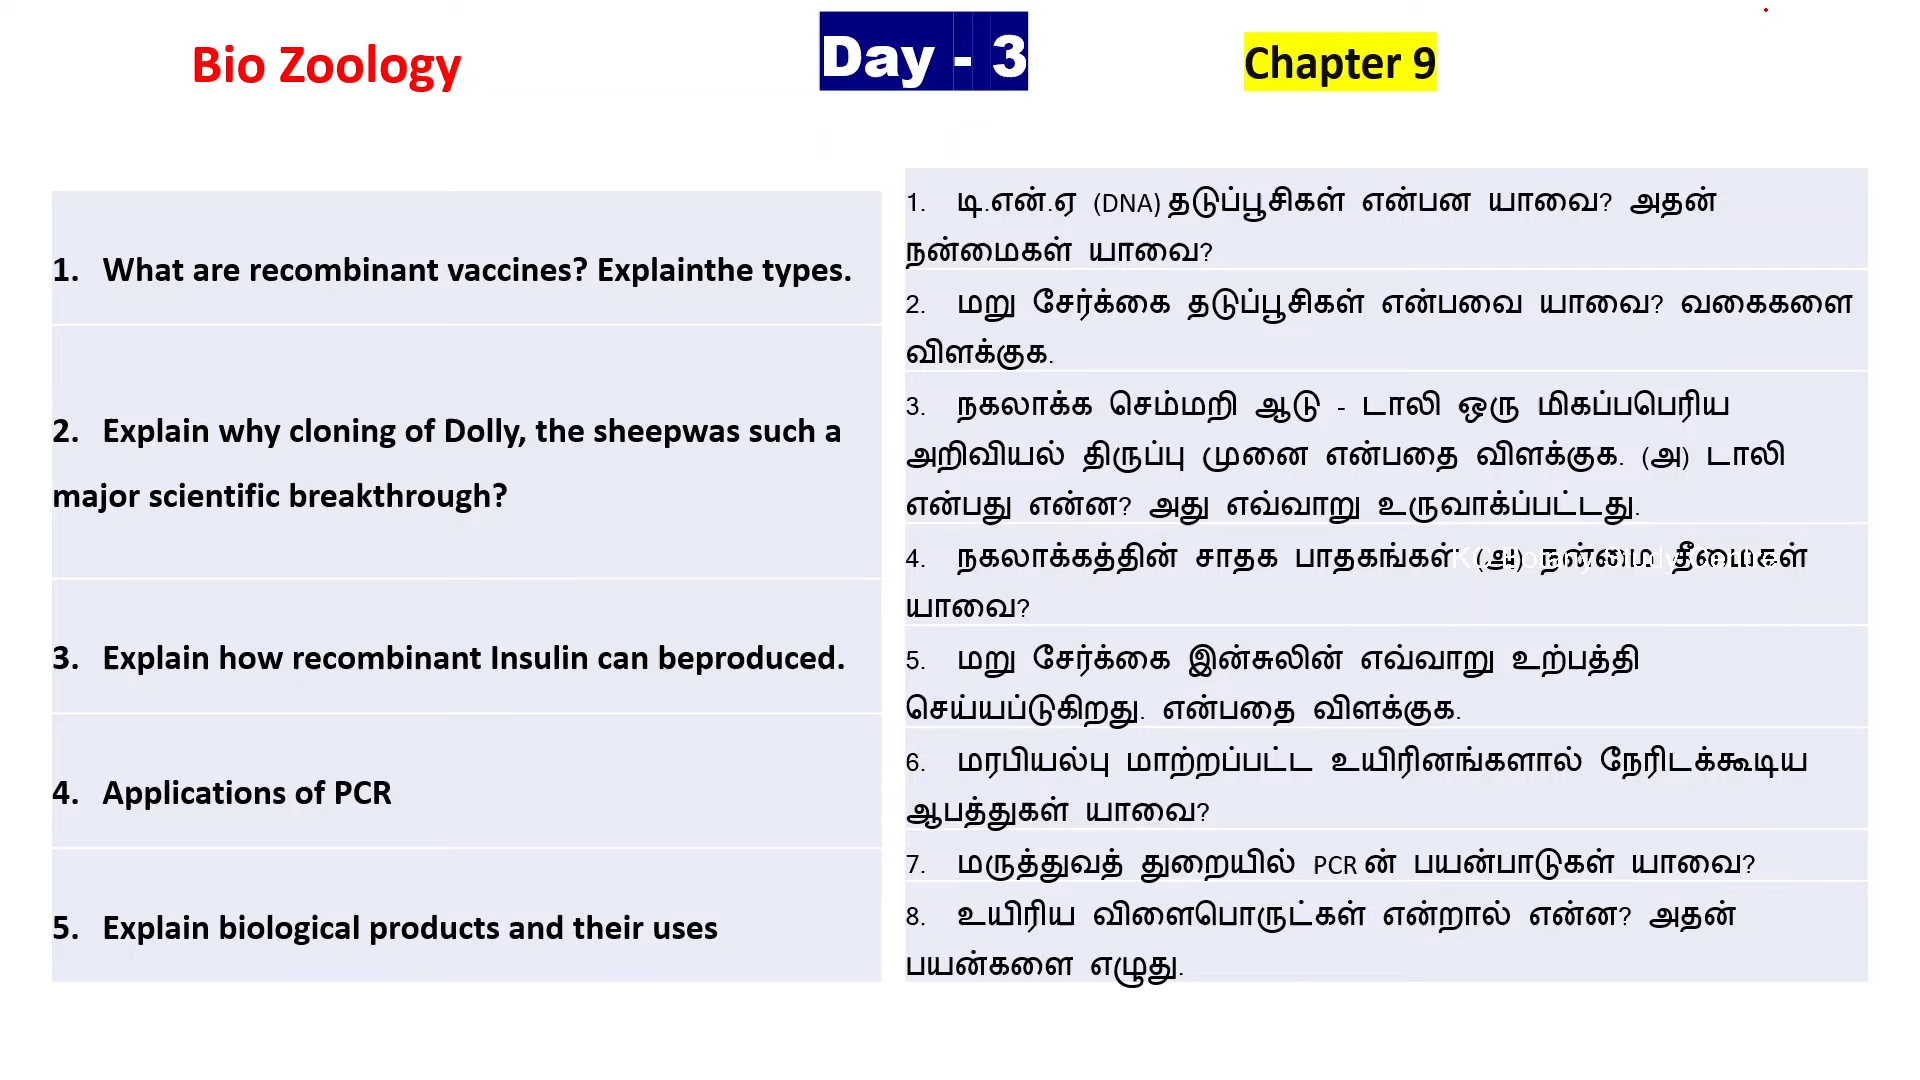 Bio Zoology
Day - 3
Chapter 9
1. What are recombinant vaccines? Explainthe types.
2. Explain why cloning of Dolly, the sheepwas such a
major scientific breakthrough?
3. Explain how recombinant Insulin can beproduced.
4. Applications of PCR
5. Explain biological products and their uses
1. டி.என்.ஏ (DNA) தடுப்பூசிகள் என்பன யாவை? அதன்
நன்மைகள் யாவை?
2. மறு சேர்க்கை தடுப்பூசிகள் என்பவை யாவை? வகைகளை
விளக்குக.
3. நகலாக்க செம்மறி ஆடு - டாலி ஒரு மிகப்பபெரிய
அறிவியல் திருப்பு முனை என்பதை விளக்குக. (அ) டாலி
என்பது என்ன? அது எவ்வாறு உருவாக்ப்பட்டது.
4. நகலாக்கத்தின் சாதக பாதகங்கள் (அ) நன்மை தீமைகள்
யாவை?
KC Botany Study Centre
5. மறு சேர்க்கை இன்சுலின் எவ்வாறு உற்பத்தி
செய்யப்படுகிறது. என்பதை விளக்குக.
6. மரபியல்பு மாற்றப்பட்ட உயிரினங்களால் நேரிடக்கூடிய
ஆபத்துகள் யாவை?
7. மருத்துவத் துறையில் PCR ன் பயன்பாடுகள் யாவை?
8. உயிரிய விளைபொருட்கள் என்றால் என்ன? அதன்
பயன்களை எழுது.